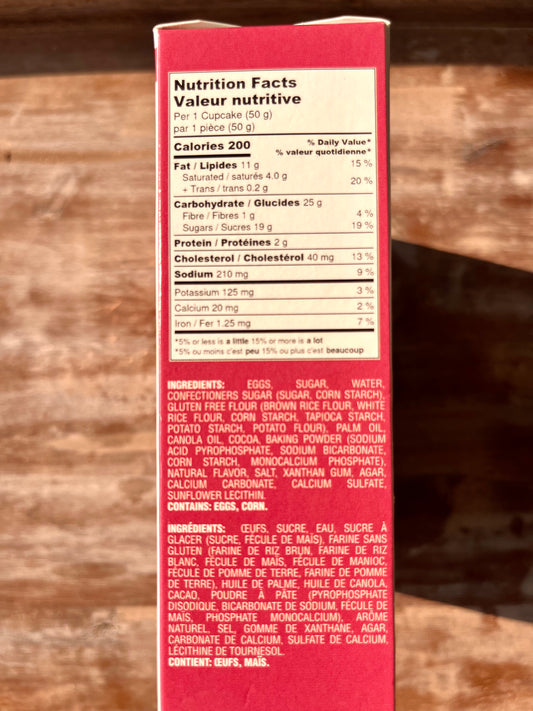 Nutrition Facts
Valeur nutritive
Per 1 Cupcake (50 g)
par 1 pièce (50 g)
Calories 200 % Daily Value*
% valeur quotidienne*
Fat / Lipides 11 g 15 %
Saturated / saturés 4.0 g
+ Trans / trans 0.2 g 20 %
Carbohydrate / Glucides 25 g
Fibre / Fibres 1 g 4 %
Sugars / Sucres 19 g 19 %
Protein / Protéines 2 g
Cholesterol / Cholestérol 40 mg 13 %
Sodium 210 mg 9 %
Potassium 125 mg 3 %
Calcium 20 mg 2 %
Iron / Fer 1.25 mg 7 %
*5% or less is a little 15% or more is a lot
*5% ou moins c'est peu 15% ou plus c'est beaucoup
INGREDIENTS: EGGS, SUGAR, WATER,
CONFECTIONERS SUGAR (SUGAR, CORN STARCH),
GLUTEN FREE FLOUR (BROWN RICE FLOUR, WHITE
RICE FLOUR, CORN STARCH, TAPIOCA STARCH,
POTATO STARCH, POTATO FLOUR), PALM OIL,
CANOLA OIL, COCOA, BAKING POWDER (SODIUM
ACID PYROPHOSPHATE, SODIUM BICARBONATE,
CORN STARCH, MONOCALCIUM PHOSPHATE),
NATURAL FLAVOR, SALT, XANTHAN GUM, AGAR,
CALCIUM CARBONATE, CALCIUM SULFATE,
SUNFLOWER LECITHIN.
CONTAINS: EGGS, CORN.
INGRÉDIENTS: ŒUFS, SUCRE, EAU, SUCRE À
GLACER (SUCRE, FÉCULE DE MAÏS), FARINE SANS
GLUTEN (FARINE DE RIZ BRUN, FARINE DE RIZ
BLANC, FÉCULE DE MAÏS, FÉCULE DE MANIOC,
FÉCULE DE POMME DE TERRE, FARINE DE POMME
DE TERRE), HUILE DE PALME, HUILE DE CANOLA,
CACAO, POUDRE À PÂTE (PYROPHOSPHATE
DISODIQUE, BICARBONATE DE SODIUM, FÉCULE DE
MAÏS, PHOSPHATE MONOCALCIUM), ARÔME
NATUREL, SEL, GOMME DE XANTHANE, AGAR,
CARBONATE DE CALCIUM, SULFATE DE CALCIUM,
LÉCITHINE DE TOURNESOL.
CONTIENT: ŒUFS, MAÏS.